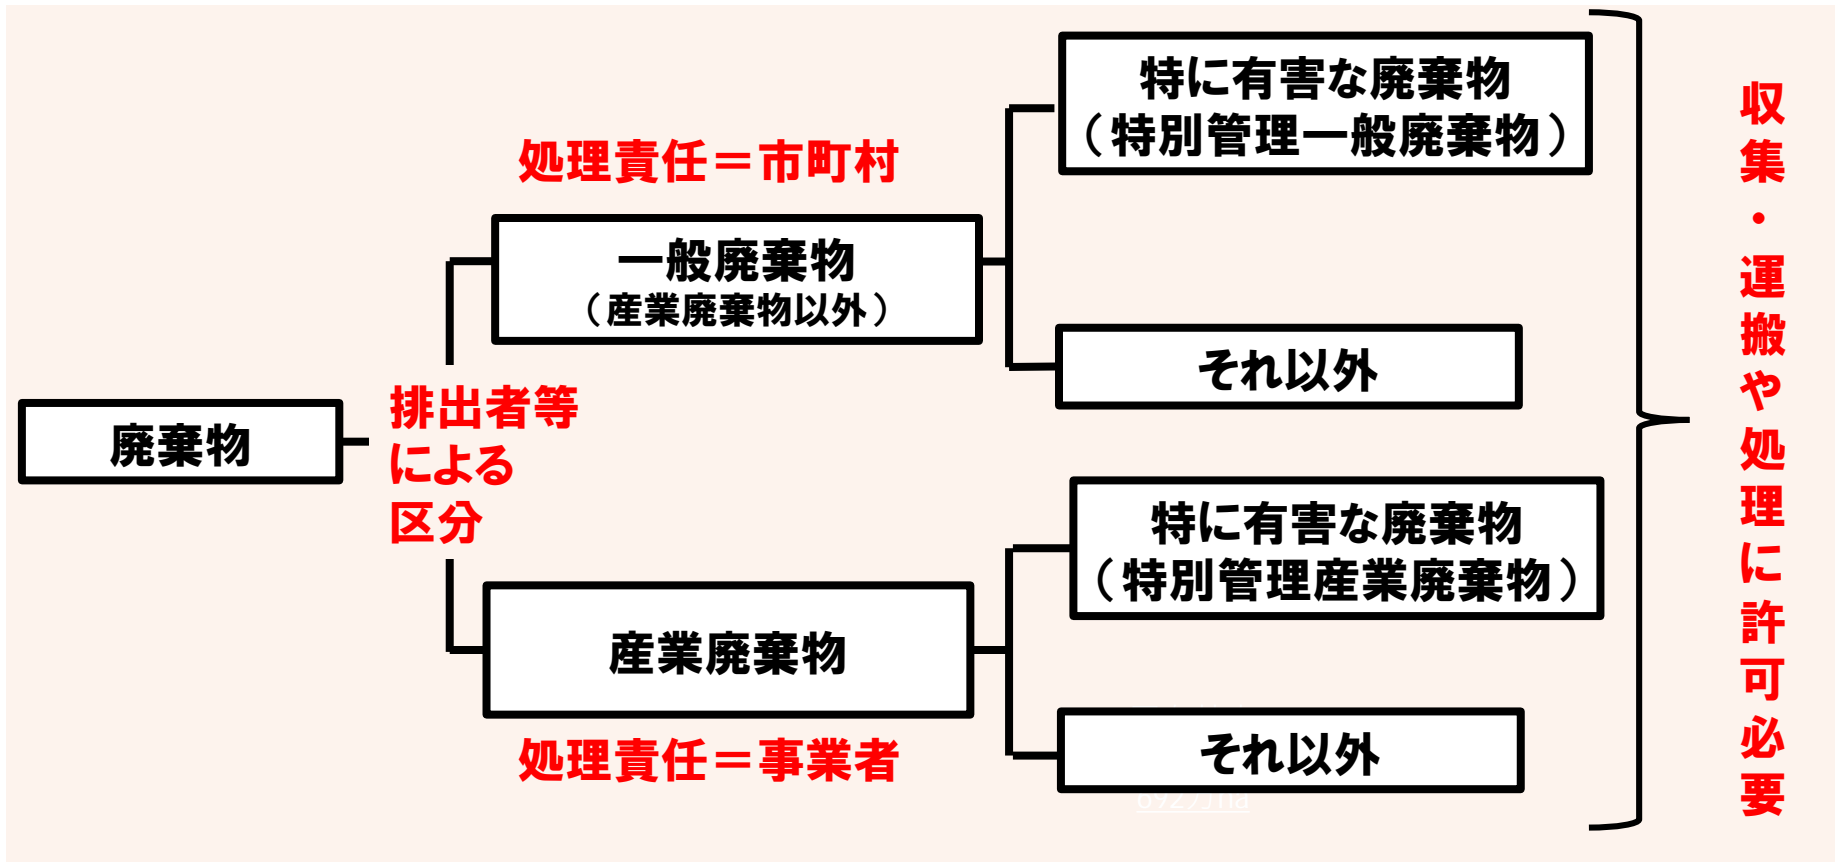 廃棄物
排出者等
による
区分
処理責任＝市町村
一般廃棄物
（産業廃棄物以外）
特に有害な廃棄物
（特別管理一般廃棄物）
それ以外
産業廃棄物
処理責任＝事業者
特に有害な廃棄物
（特別管理産業廃棄物）
それ以外
収集・運搬や処理に許可必要